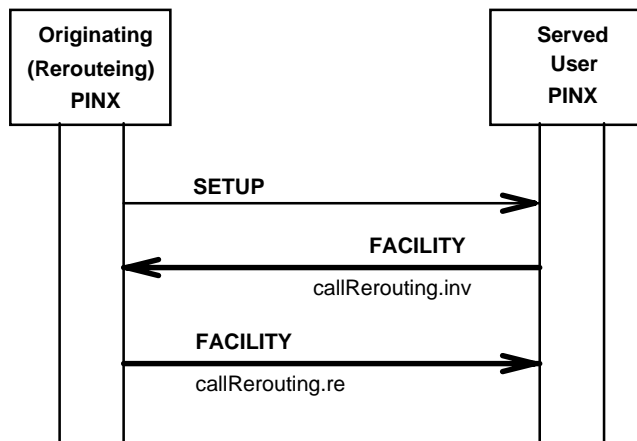 Originating
(Rerouteing)
PINX
Served
User
PINX
SETUP
FACILITY
callRerouting.inv
FACILITY
callRerouting.re